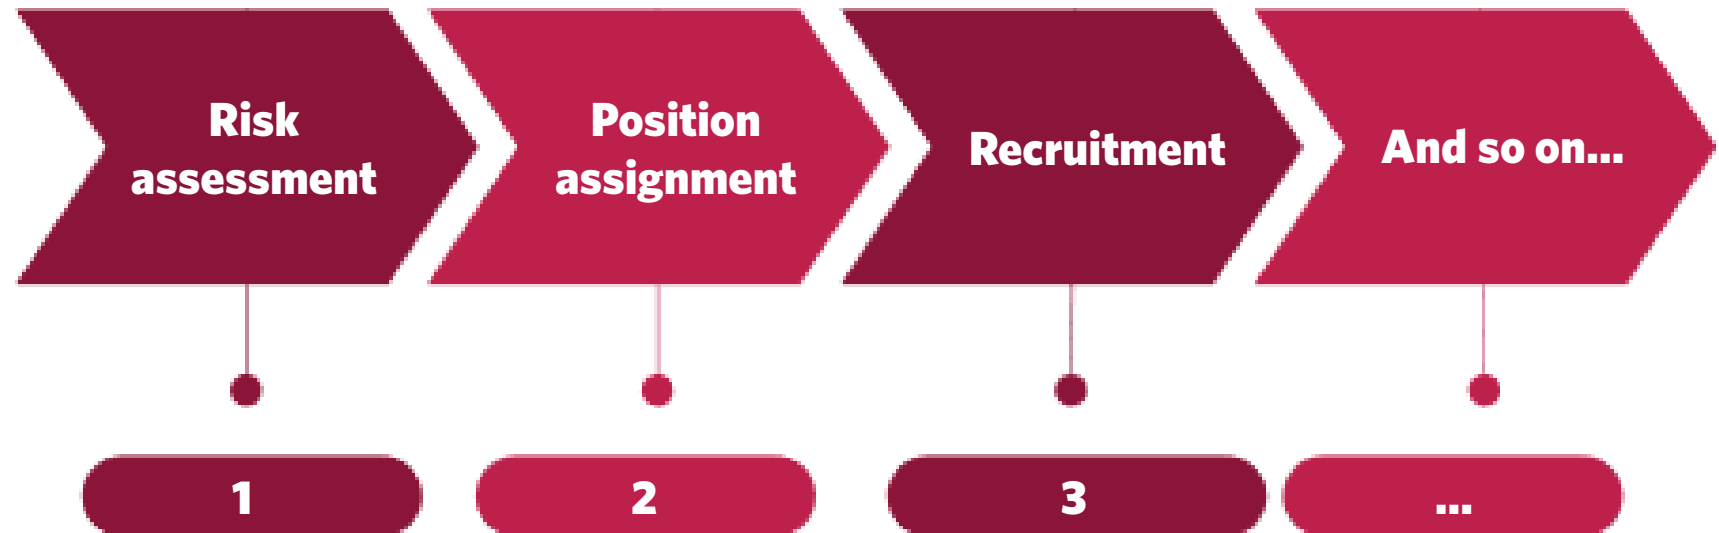 Risk
assessment
Position
assignment
Recruitment
And so on...
1
2
3
...